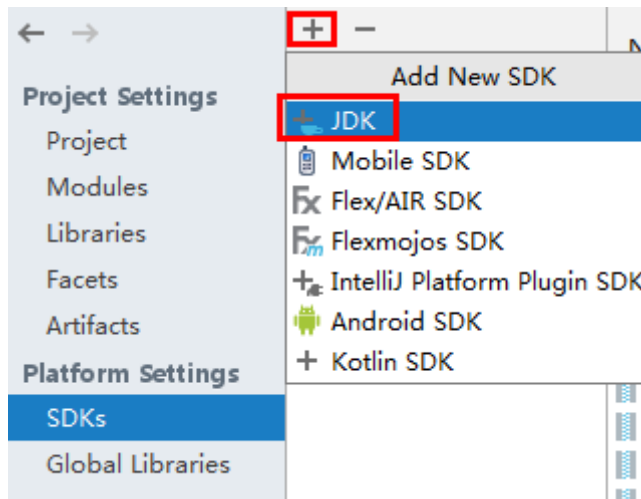 Project Settings
Project
Modules
Libraries
Facets
Artifacts
Platform Settings
SDKs
Global Libraries
Add New SDK
JDK
Mobile SDK
Flex/AIR SDK
Flexmojos SDK
IntelliJ Platform Plugin SDK
Android SDK
Kotlin SDK